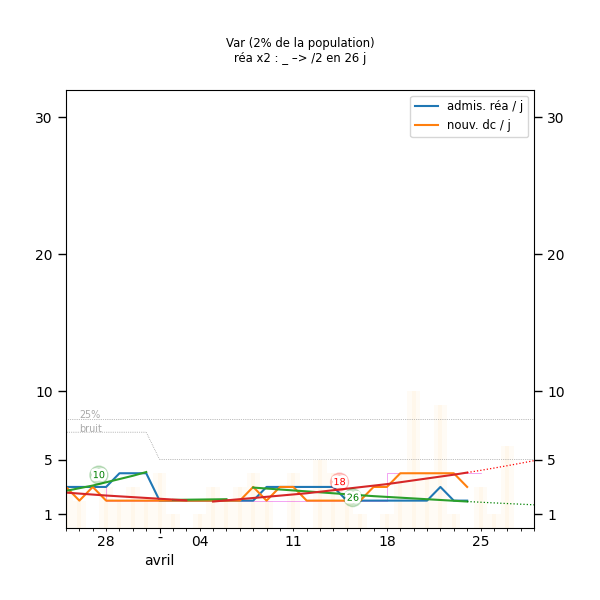 Var (2% de la population)
réa x2 : _ –> /2 en 26 j
admis. réa / j
nouv. dc / j
30 30
20 20
10 10
25%
bruit
5 5
10
18
26
1 1
28 - 04 11 18 25
avril